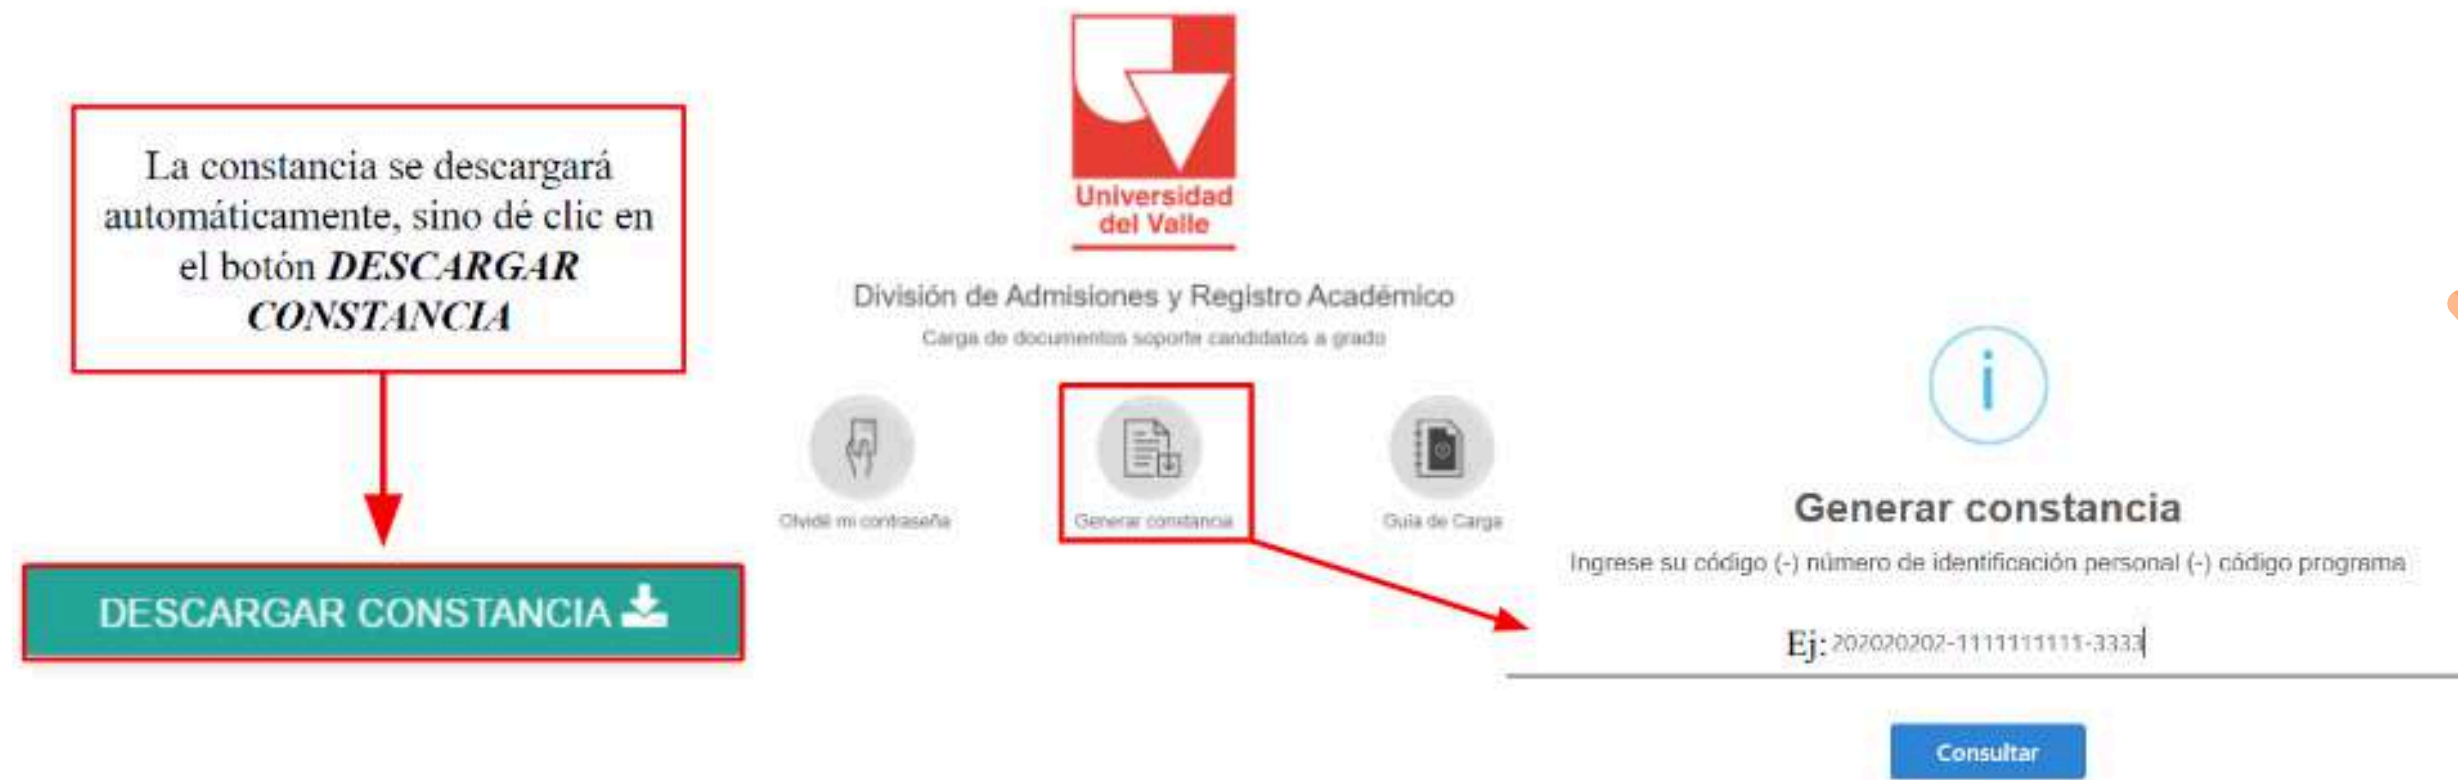 La constancia se descargará
automáticamente, sino dé clic en
el botón DESCARGAR
CONSTANCIA
DESCARGAR CONSTANCIA
Universidad
del Valle
División de Admisiones y Registro Académico
Carga de documentos soporte candidatos a grado
Olvidé mi contraseña
Generar constancia
Guia de Carga
i
Generar constancia
Ingrese su código (-) número de identificación personal (-) código programa
Ej: 202020202-1111111111-3333
Consultar